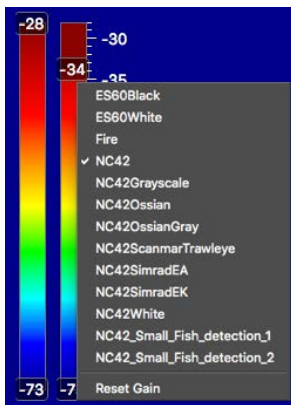 -28
-30
-34
-35
ES60Black
ES60White
Fire
✓ NC42
NC42Grayscale
NC42Ossian
NC42OssianGray
NC42ScanmarTrawleye
NC42SimradEA
NC42SimradEK
NC42White
NC42_Small_Fish_detection_1
NC42_Small_Fish_detection_2
-73 -7
Reset Gain